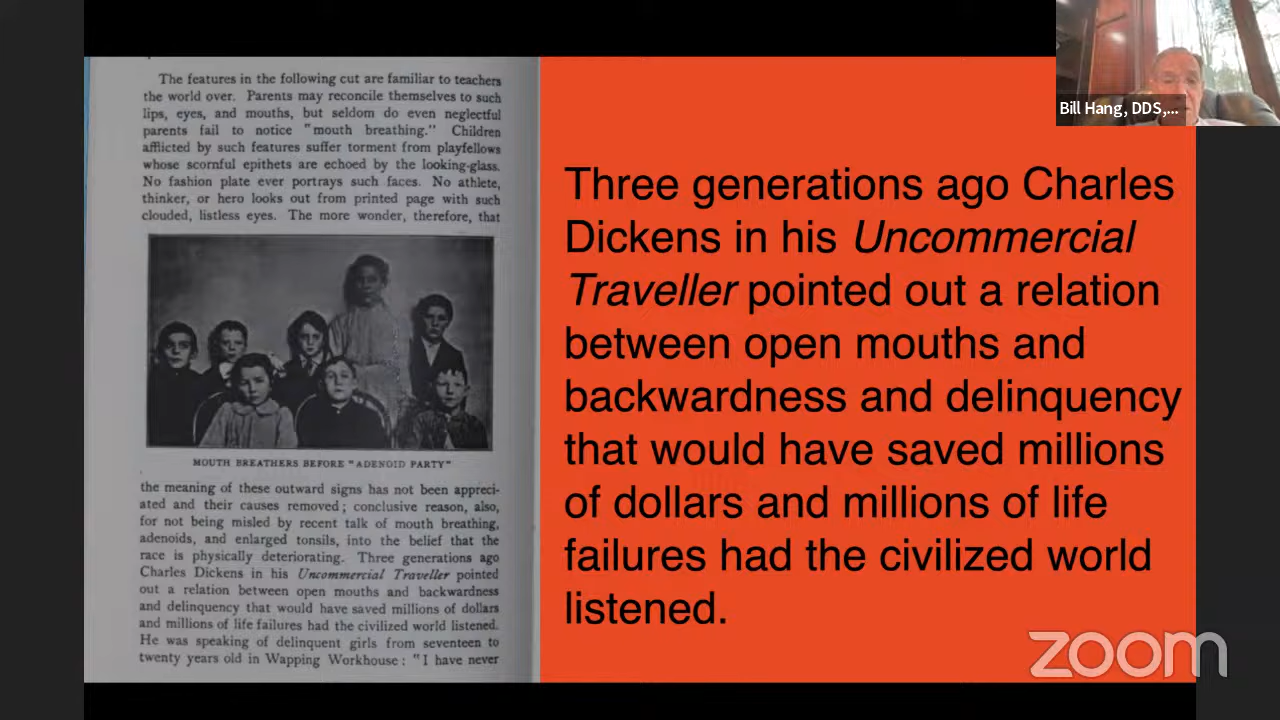 The features in the following cut are familiar to teachers
the world over. Parents may reconcile themselves to such
lips, eyes, and mouths, but seldom do even neglectful
parents fail to notice "mouth breathing." Children
afflicted by such features suffer torment from playfellows
whose scornful epithets are echoed by the looking-glass.
No fashion plate ever portrays such faces. No athlete,
thinker, or hero looks out from printed page with such
clouded, listless eyes. The more wonder, therefore, that
MOUTH BREATHERS BEFORE "ADENOID PARTY"
the meaning of these outward signs has not been appreci-
ated and their causes removed; conclusive reason, also,
for not being misled by recent talk of mouth breathing,
adenoids, and enlarged tonsils, into the belief that the
race is physically deteriorating. Three generations ago
Charles Dickens in his Uncommercial Traveller pointed
out a relation between open mouths and backwardness
and delinquency that would have saved millions of dollars
and millions of life failures had the civilized world listened.
He was speaking of delinquent girls from seventeen to
twenty years old in Wapping Workhouse: "I have never
Three generations ago Charles
Dickens in his Uncommercial
Traveller pointed out a relation
between open mouths and
backwardness and delinquency
that would have saved millions
of dollars and millions of life
failures had the civilized world
listened.
Bill Hang, DDS,...
zoom